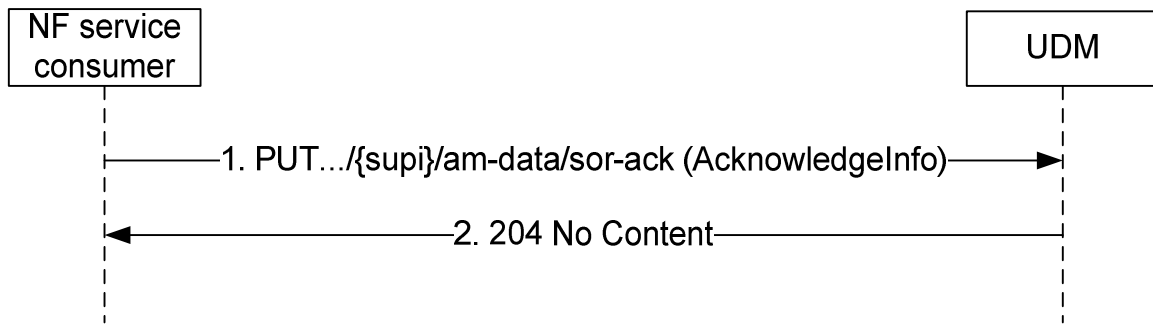 NF service
consumer
UDM
1. PUT.../{supi}/am-data/sor-ack (AcknowledgeInfo)
2. 204 No Content